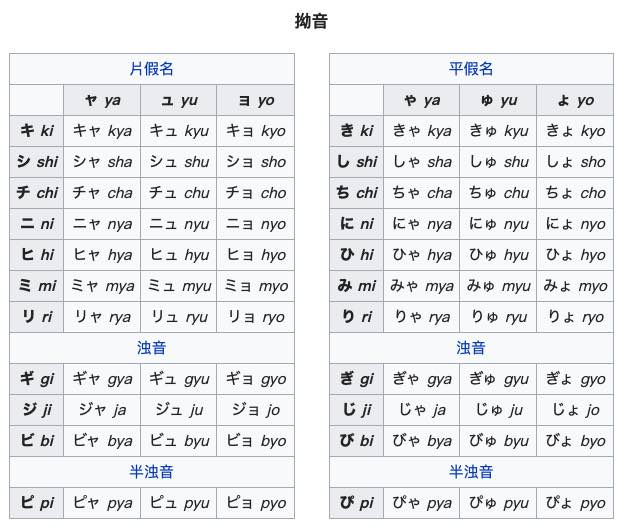 拗音
片假名
ャ ya ュ yu ョ yo
キ ki キャ kya キュ kyu キョ kyo
シ shi シャ sha シュ shu ショ sho
チ chi チャ cha チュ chu チョ cho
ニ ni ニャ nya ニュ nyu ニョ nyo
ヒ hi ヒャ hya ヒュ hyu ヒョ hyo
ミ mi ミャ mya ミュ myu ミョ myo
リ ri リャ rya リュ ryu リョ ryo
浊音
ギ gi ギャ gya ギュ gyu ギョ gyo
ジ ji ジャ ja ジュ ju ジョ jo
ビ bi ビャ bya ビュ byu ビョ byo
半浊音
ピ pi ピャ pya ピュ pyu ピョ pyo
平假名
ゃ ya ゅ yu ょ yo
き ki きゃ kya きゅ kyu きょ kyo
し shi しゃ sha しゅ shu しょ sho
ち chi ちゃ cha ちゅ chu ちょ cho
に ni にゃ nya にゅ nyu にょ nyo
ひ hi ひゃ hya ひゅ hyu ひょ hyo
み mi みゃ mya みゅ myu みょ myo
り ri りゃ rya りゅ ryu りょ ryo
浊音
ぎ gi ぎゃ gya ぎゅ gyu ぎょ gyo
じ ji じゃ ja じゅ ju じょ jo
び bi びゃ bya びゅ byu びょ byo
半浊音
ぴ pi ぴゃ pya ぴゅ pyu ぴょ pyo